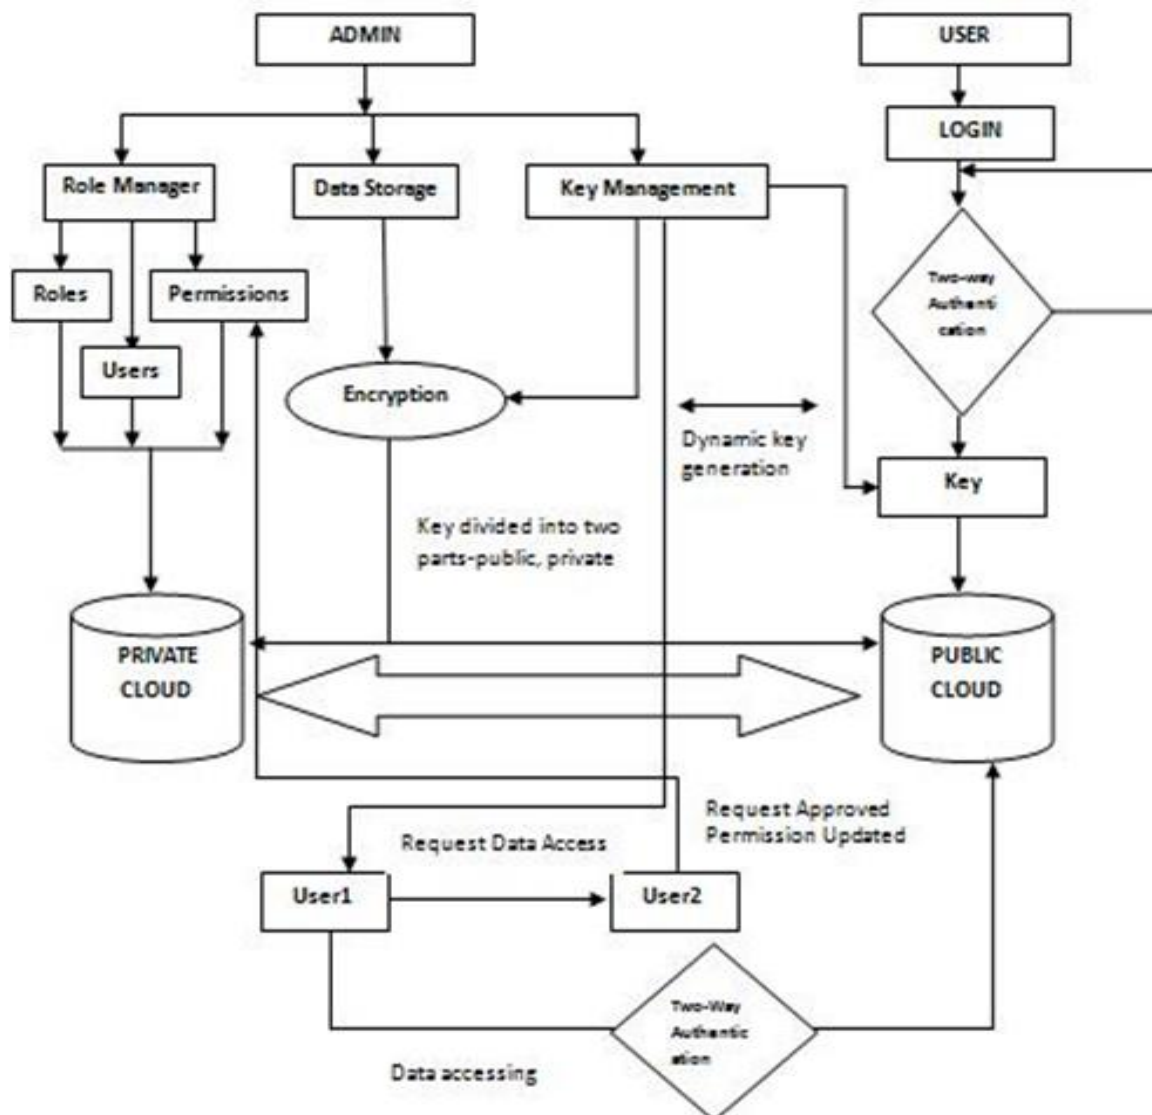 ADMIN
USER
LOGIN
Role Manager
Data Storage
Key Management
Roles
Permissions
Users
Two-way
Authenti
cation
Encryption
Dynamic key
generation
Key
Key divided into two
parts-public, private
PRIVATE
CLOUD
PUBLIC
CLOUD
Request Approved
Permission Updated
Request Data Access
User1
User2
Two-Way
Authentic
ation
Data accessing